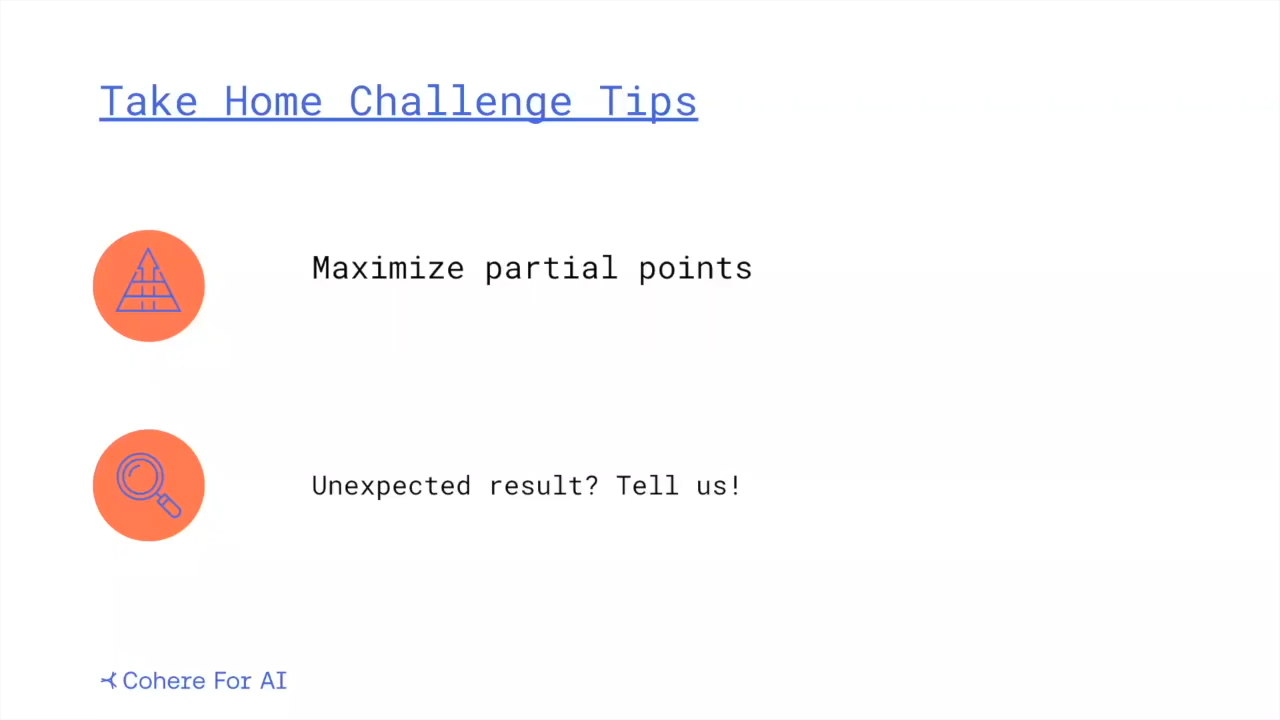 Take Home Challenge Tips
Maximize partial points
Unexpected result? Tell us!
Cohere For AI